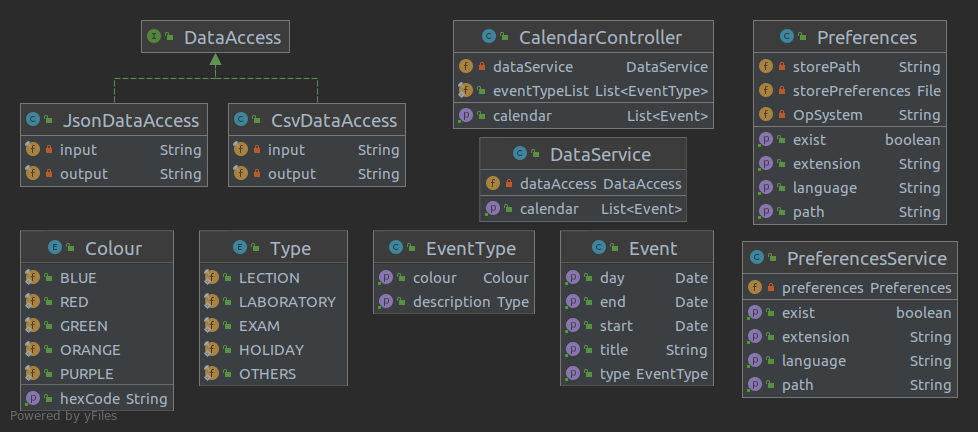 DataAccess
JsonDataAccess
input String
output String
CsvDataAccess
input String
output String
CalendarController
dataService DataService
eventTypeList List<EventType>
calendar List<Event>
DataService
dataAccess DataAccess
calendar List<Event>
Preferences
storePath String
storePreferences File
OpSystem String
exist boolean
extension String
language String
path String
Colour
BLUE
RED
GREEN
ORANGE
PURPLE
hexCode String
Type
LECTION
LABORATORY
EXAM
HOLIDAY
OTHERS
EventType
colour Colour
description Type
Event
day Date
end Date
start Date
title String
type EventType
PreferencesService
preferences Preferences
exist boolean
extension String
language String
path String
Powered by yFiles